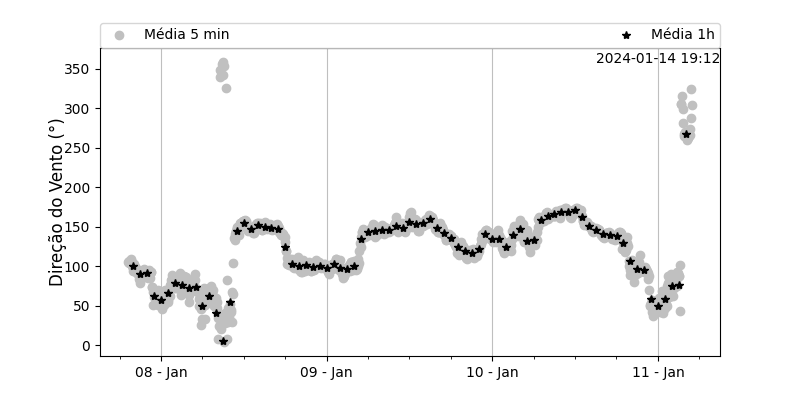 Média 5 min
Média 1h
2024-01-14 19:12
Direção do Vento (°)
350
300
250
200
150
100
50
0
08 - Jan
09 - Jan
10 - Jan
11 - Jan